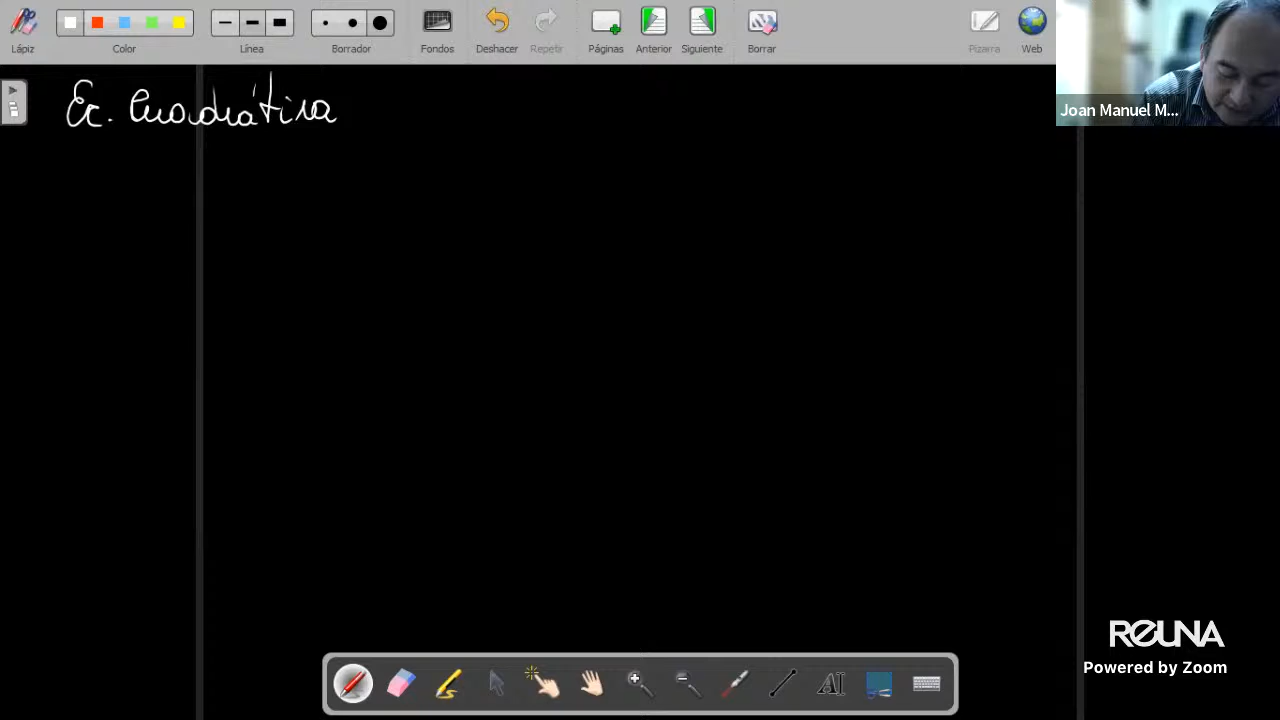 Lápiz Color Línea Borrador Fondos Deshacer Repetir Páginas Anterior Siguiente Borrar Pizarra Web
Joan Manuel M...
Ec. Cuadrática
AI
REUNA
Powered by Zoom